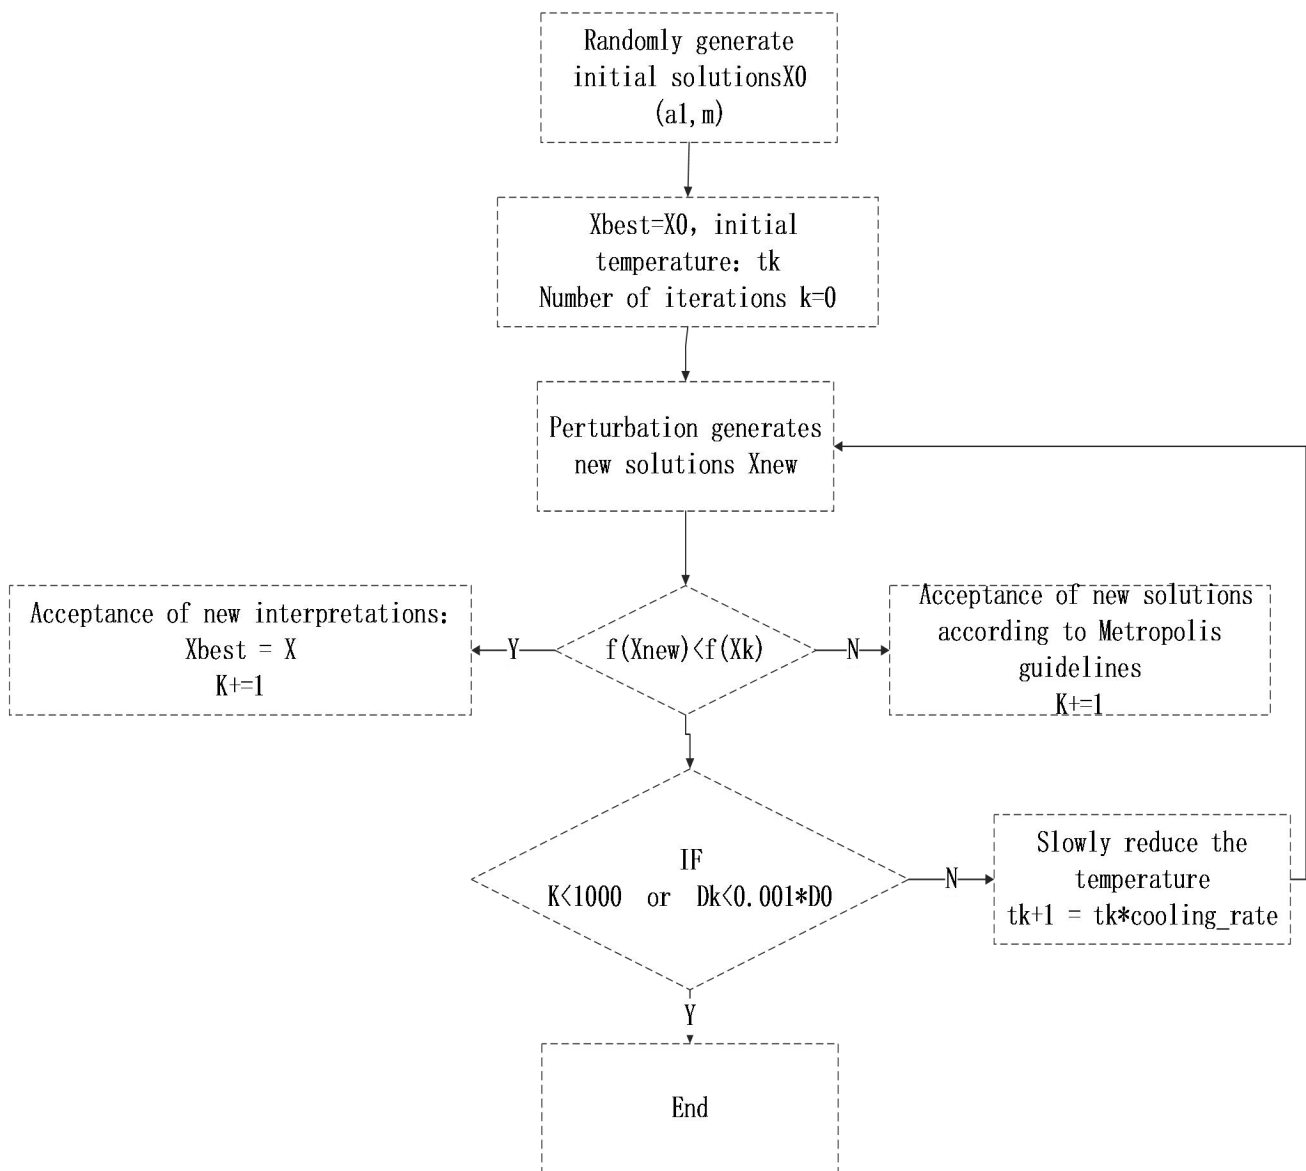 Randomly generate
initial solutionsX0
(a1,m)
Xbest=X0, initial
temperature: tk
Number of iterations k=0
Perturbation generates
new solutions Xnew
Acceptance of new interpretations:
Xbest = X
K+=1
Y
f(Xnew)<f(Xk)
N
Acceptance of new solutions
according to Metropolis
guidelines
K+=1
IF
K<1000 or Dk<0.001*D0
N
Slowly reduce the
temperature
tk+1 = tk*cooling_rate
Y
End